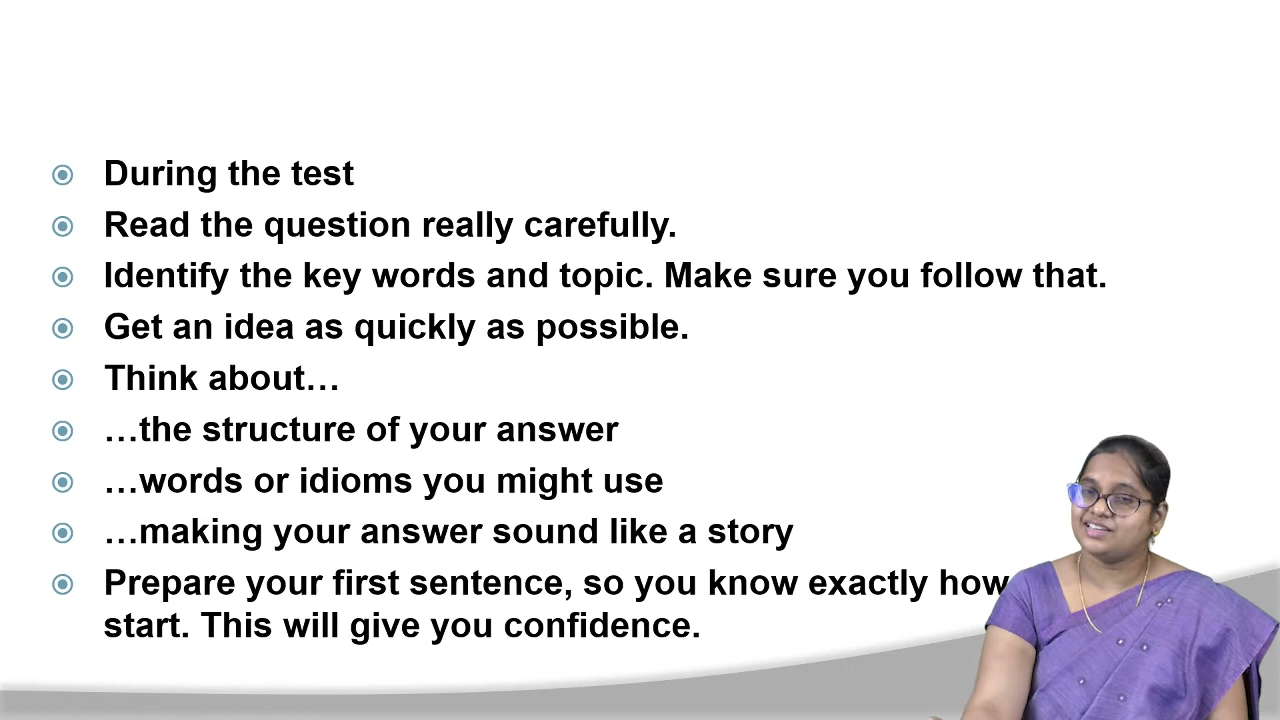 During the test
Read the question really carefully.
Identify the key words and topic. Make sure you follow that.
Get an idea as quickly as possible.
Think about…
…the structure of your answer
…words or idioms you might use
…making your answer sound like a story
Prepare your first sentence, so you know exactly how
start. This will give you confidence.